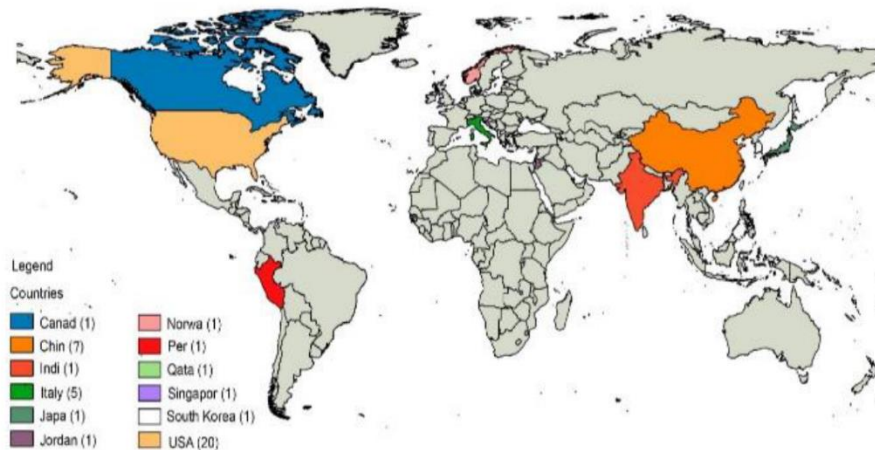 Legend
Countries
Canad (1)
Chin (7)
Indi (1)
Italy (5)
Japa (1)
Jordan (1)
Norwa (1)
Per (1)
Qata (1)
Singapor (1)
South Korea (1)
USA (20)